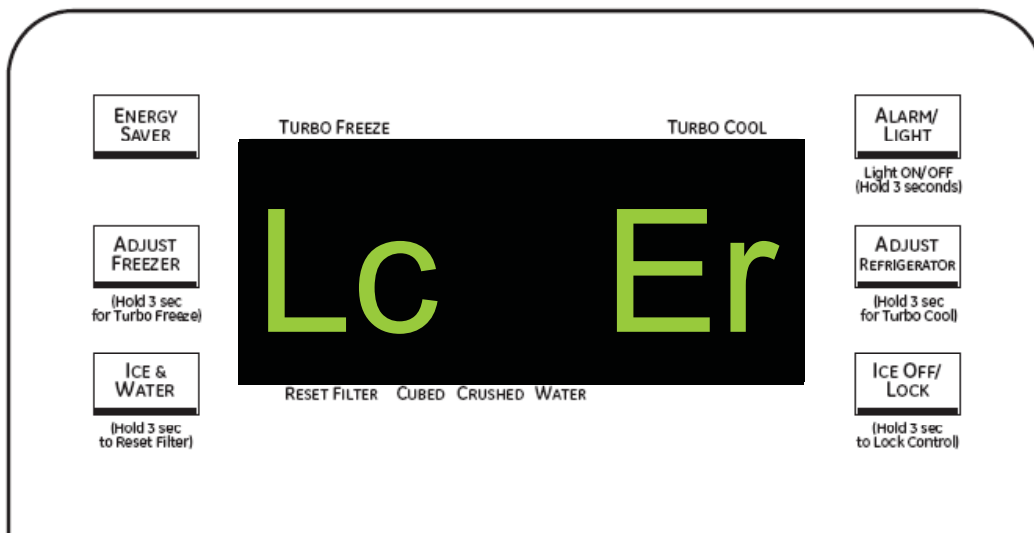 ENERGY
SAVER
TURBO FREEZE
TURBO COOL
ALARM/
LIGHT
Light ON/OFF
(Hold 3 seconds)
Lc Er
ADJUST
FREEZER
(Hold 3 sec
for Turbo Freeze)
ADJUST
REFRIGERATOR
(Hold 3 sec
for Turbo Cool)
ICE &
WATER
(Hold 3 sec
to Reset Filter)
RESET FILTER CUBED CRUSHED WATER
ICE OFF/
LOCK
(Hold 3 sec
to Lock Control)